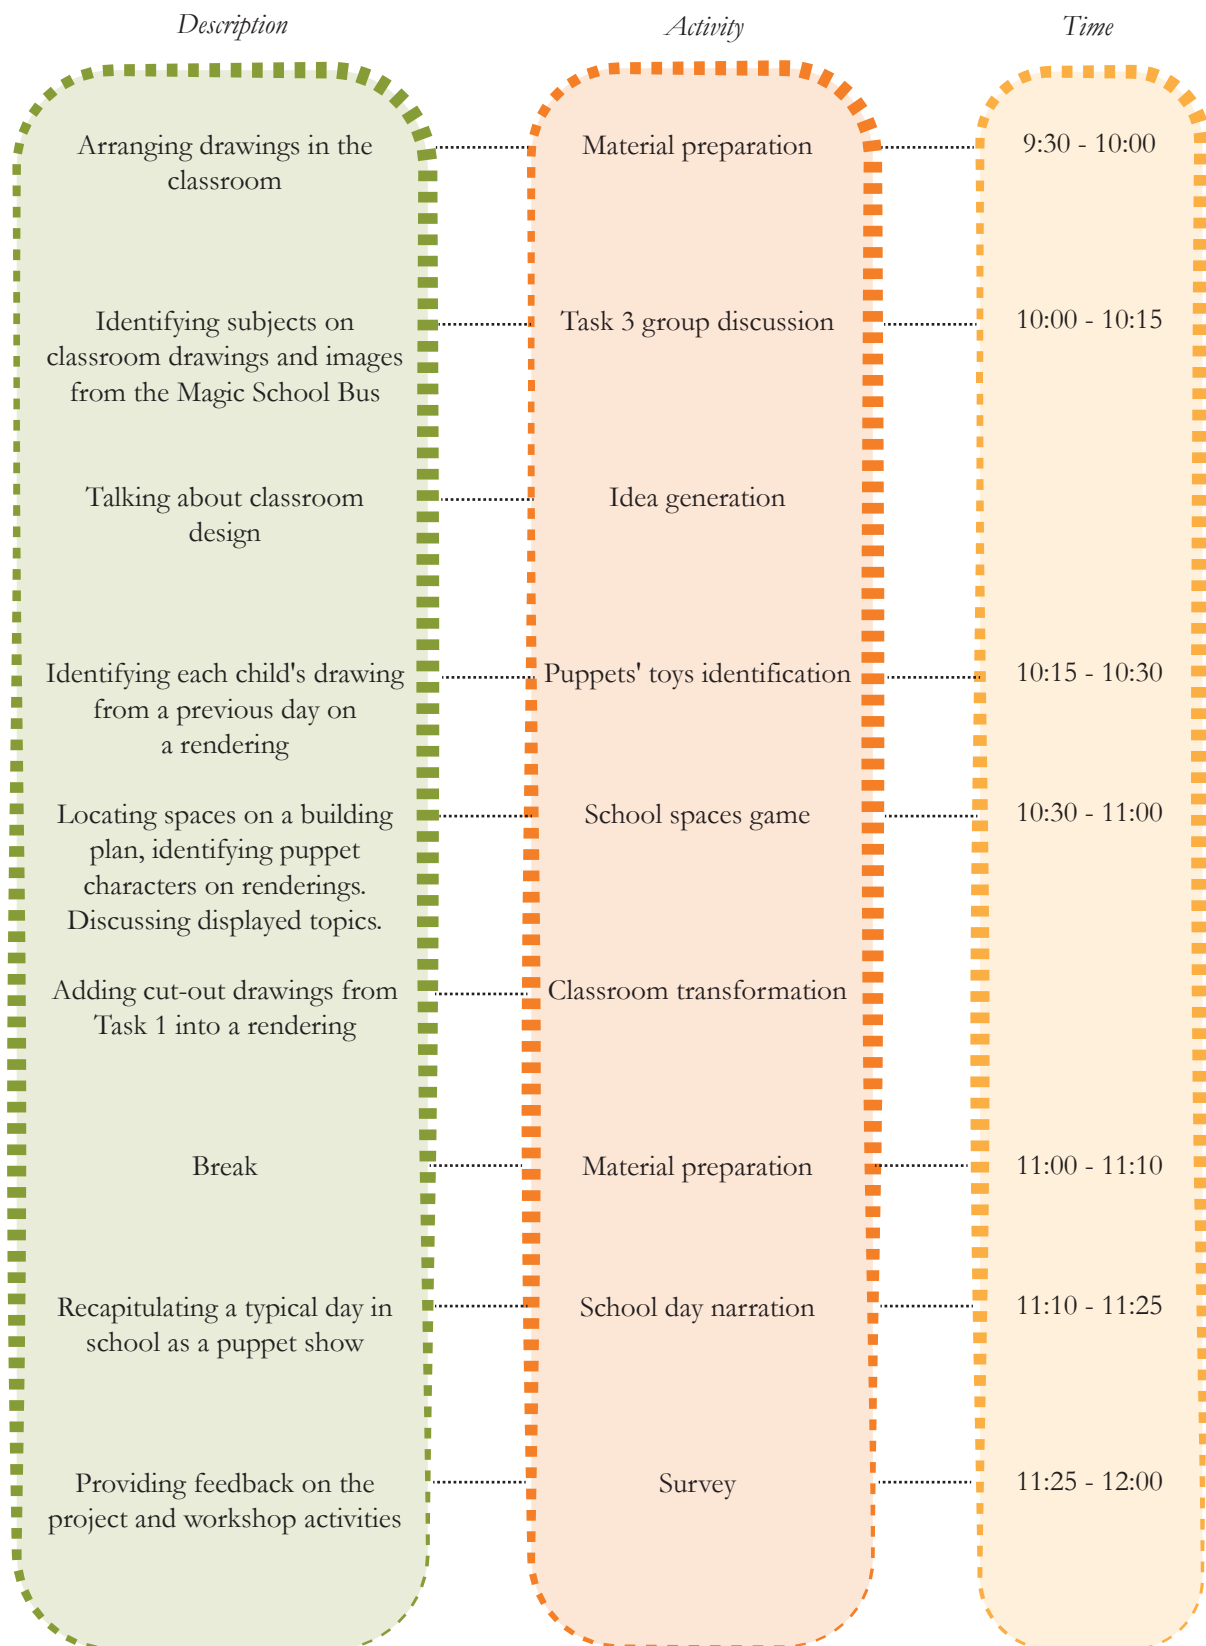 Description
Activity
Time
Arranging drawings in the
classroom
Material preparation
9:30 - 10:00
Identifying subjects on
classroom drawings and images
from the Magic School Bus
Task 3 group discussion
10:00 - 10:15
Talking about classroom
design
Idea generation
Identifying each child's drawing
from a previous day on
a rendering
Puppets' toys identification
10:15 - 10:30
Locating spaces on a building
plan, identifying puppet
characters on renderings.
Discussing displayed topics.
School spaces game
10:30 - 11:00
Adding cut-out drawings from
Task 1 into a rendering
Classroom transformation
Break
Material preparation
11:00 - 11:10
Recapitulating a typical day in
school as a puppet show
School day narration
11:10 - 11:25
Providing feedback on the
project and workshop activities
Survey
11:25 - 12:00